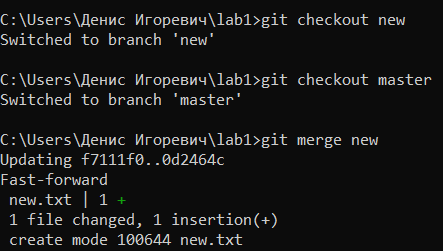 C:\Users\Денис Игоревич\lab1>git checkout new
Switched to branch 'new'
C:\Users\Денис Игоревич\lab1>git checkout master
Switched to branch 'master'
C:\Users\Денис Игоревич\lab1>git merge new
Updating f7111f0..0d2464c
Fast-forward
 new.txt | 1 +
 1 file changed, 1 insertion(+)
 create mode 100644 new.txt